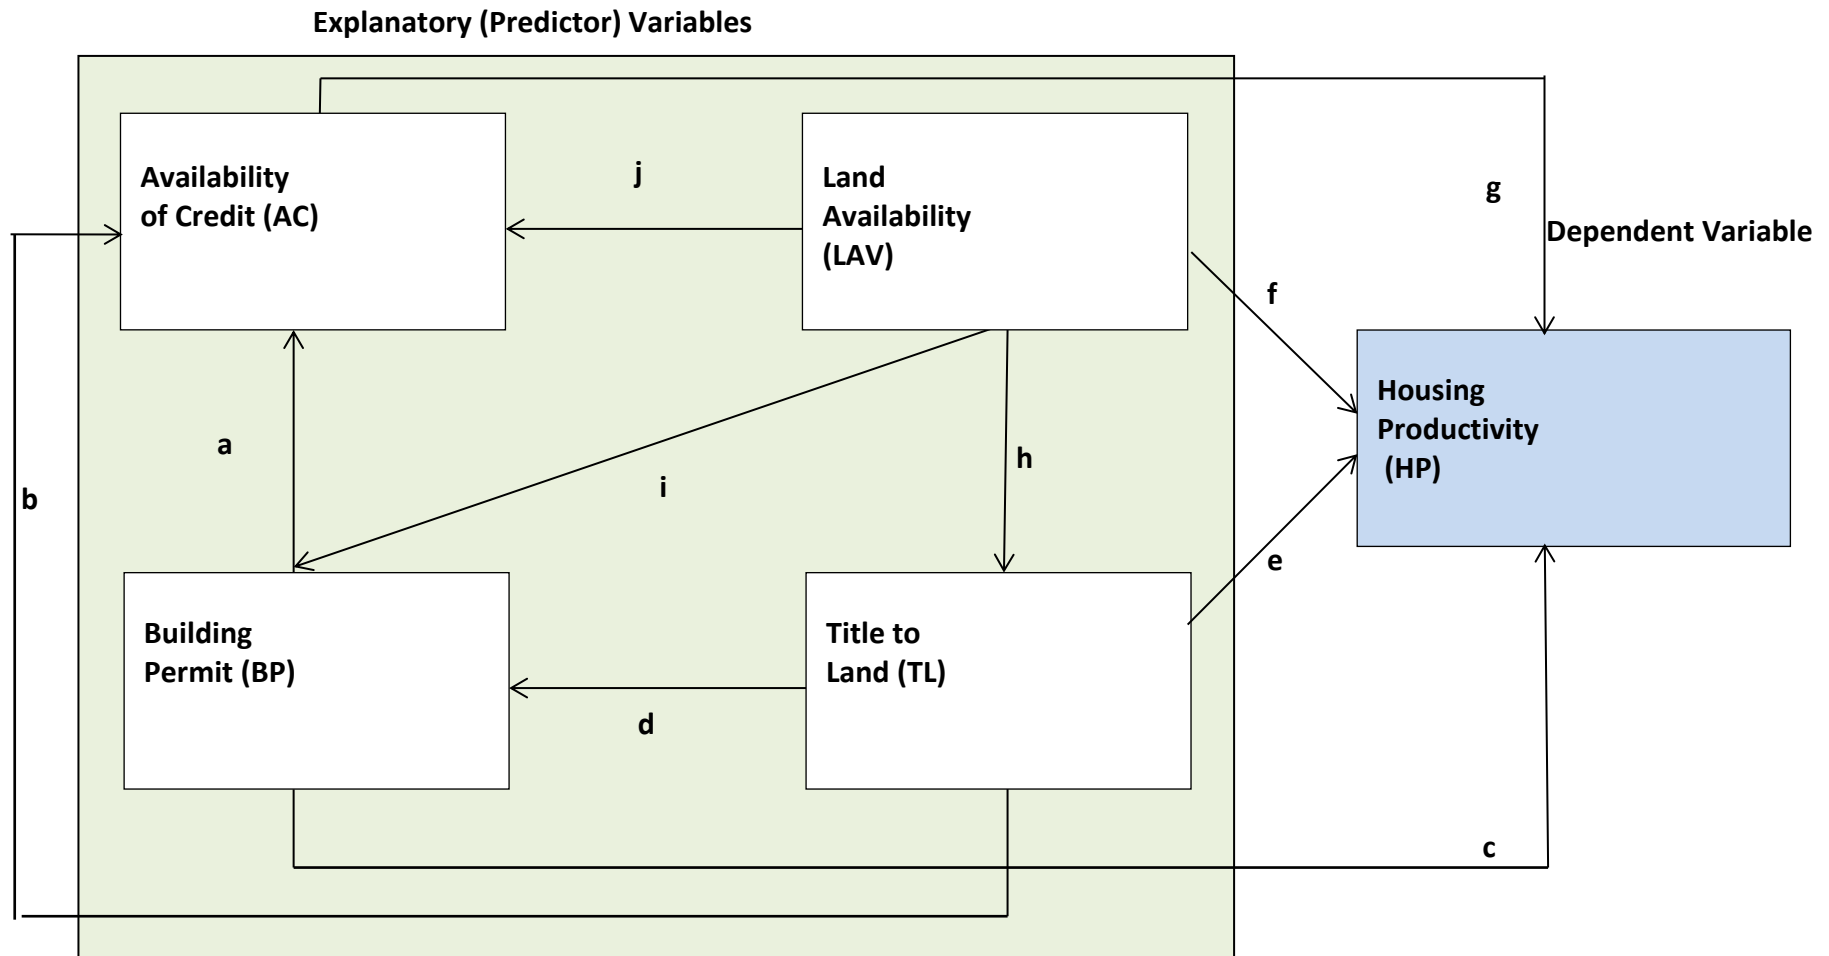 Explanatory (Predictor) Variables
Availability
of Credit (AC)
j
Land
Availability
(LAV)
g
Dependent Variable
f
Housing
Productivity
(HP)
a
h
i
b
e
Building
Permit (BP)
Title to
Land (TL)
d
c